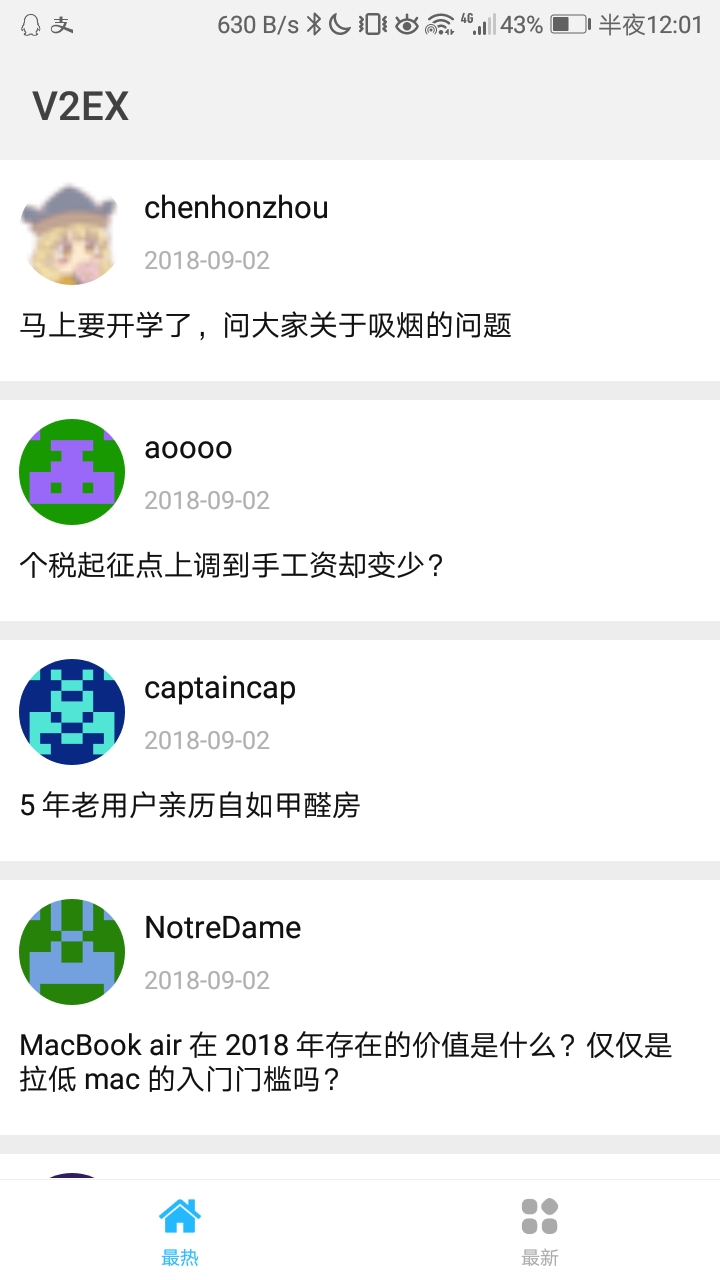 支 630 B/s 4G 43% 半夜12:01
V2EX
chenhonzhou
2018-09-02
马上要开学了，问大家关于吸烟的问题
aoooo
2018-09-02
个税起征点上调到手工资却变少？
captaincap
2018-09-02
5 年老用户亲历自如甲醛房
NotreDame
2018-09-02
MacBook air 在 2018 年存在的价值是什么？仅仅是
拉低 mac 的入门门槛吗？
最热 最新